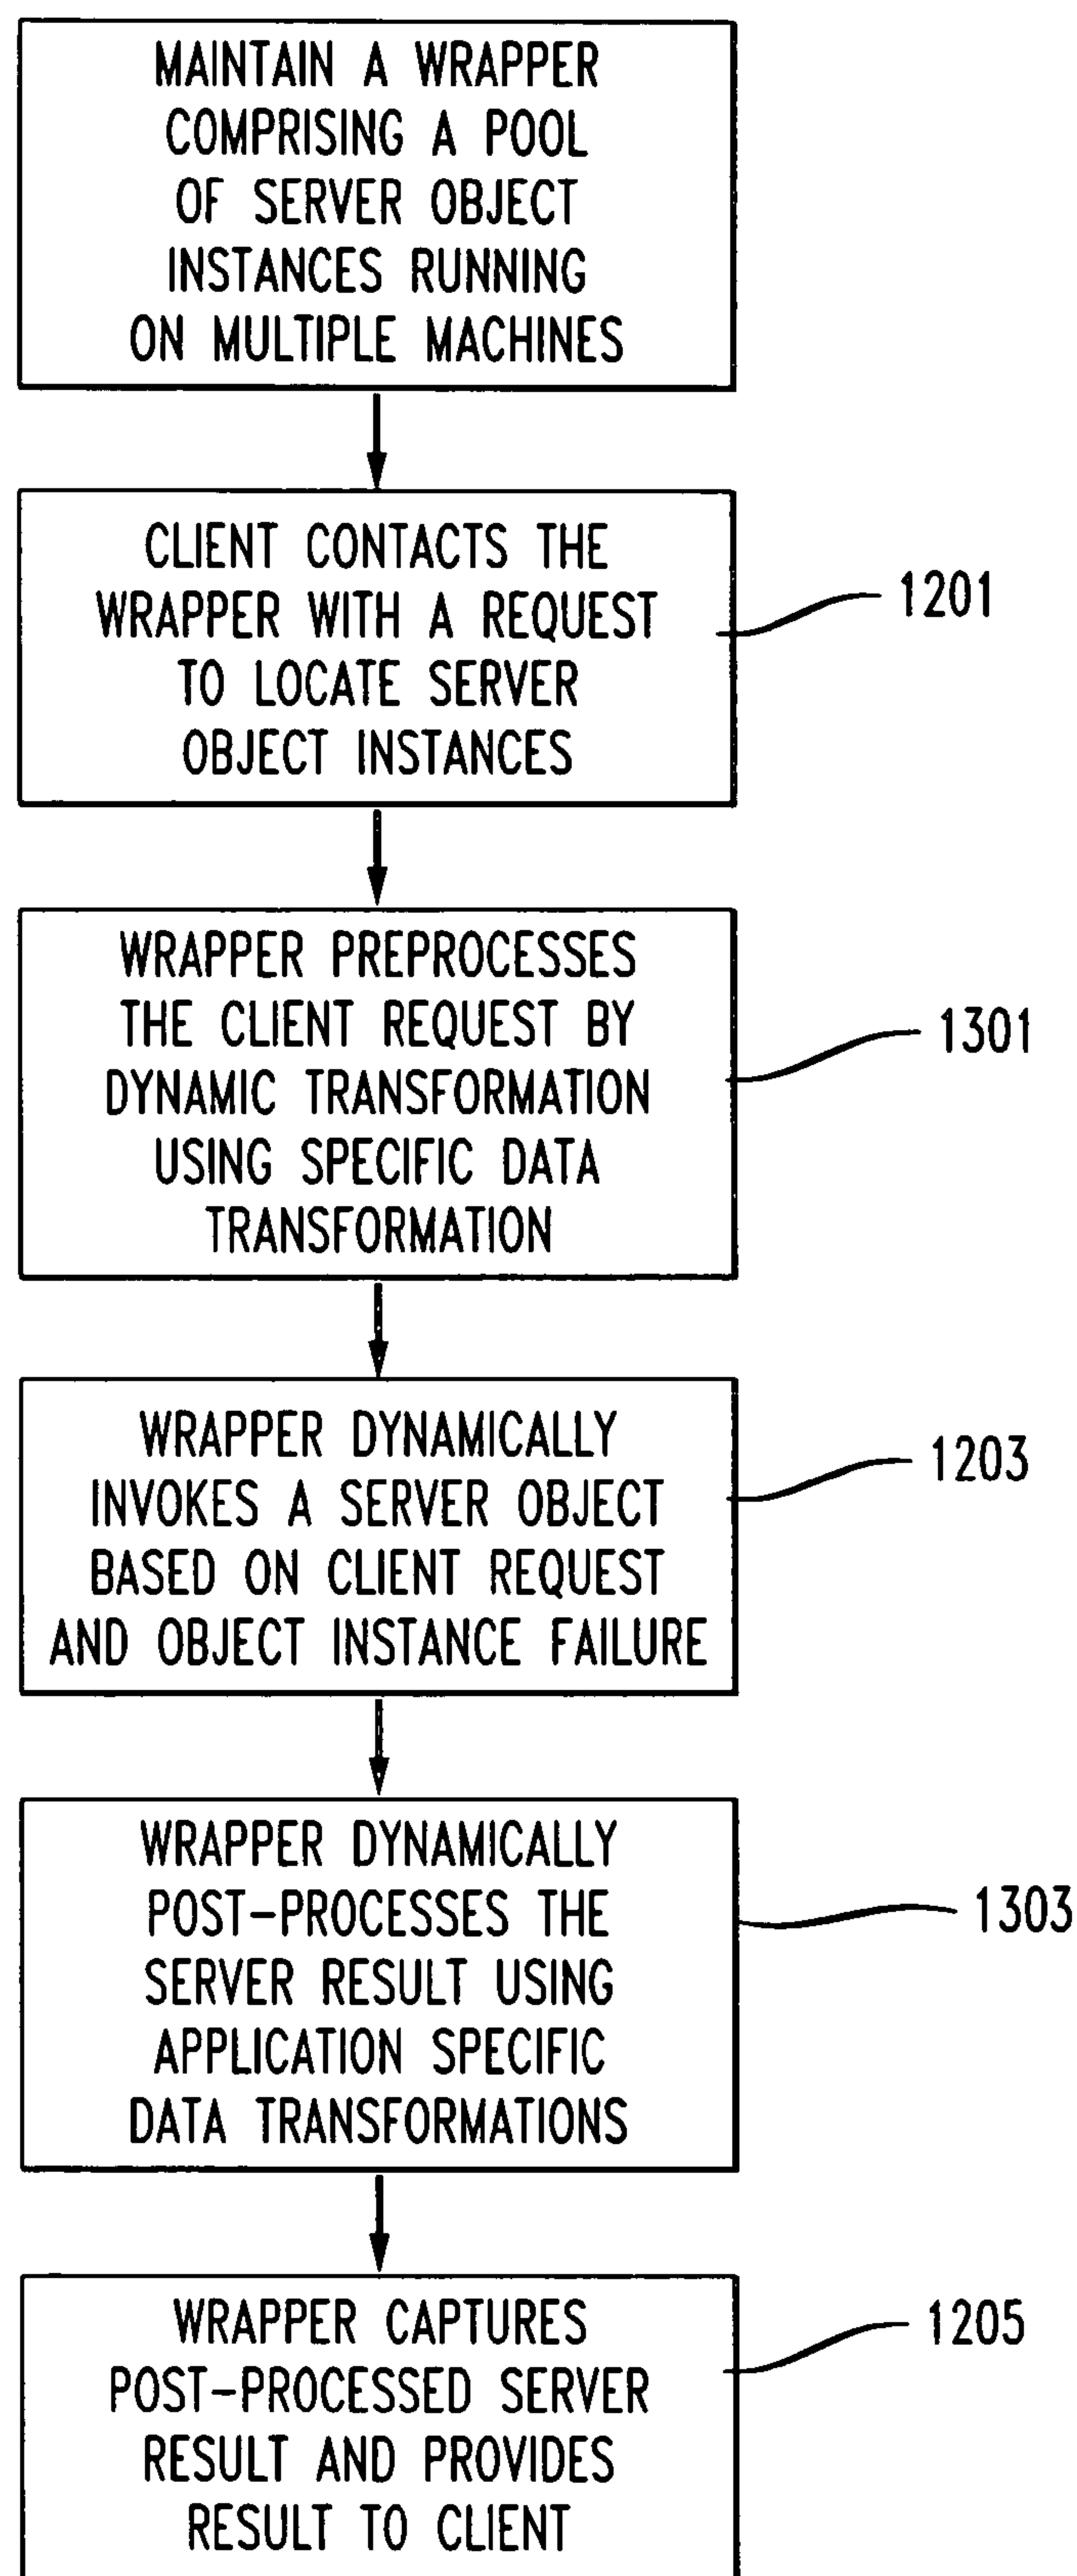 MAINTAIN A WRAPPER
COMPRISING A POOL
OF SERVER OBJECT
INSTANCES RUNNING
ON MULTIPLE MACHINES
CLIENT CONTACTS THE
WRAPPER WITH A REQUEST
TO LOCATE SERVER
OBJECT INSTANCES
1201
WRAPPER PREPROCESSES
THE CLIENT REQUEST BY
DYNAMIC TRANSFORMATION
USING SPECIFIC DATA
TRANSFORMATION
1301
WRAPPER DYNAMICALLY
INVOKES A SERVER OBJECT
BASED ON CLIENT REQUEST
AND OBJECT INSTANCE FAILURE
1203
WRAPPER DYNAMICALLY
POST-PROCESSES THE
SERVER RESULT USING
APPLICATION SPECIFIC
DATA TRANSFORMATIONS
1303
WRAPPER CAPTURES
POST-PROCESSED SERVER
RESULT AND PROVIDES
RESULT TO CLIENT
1205